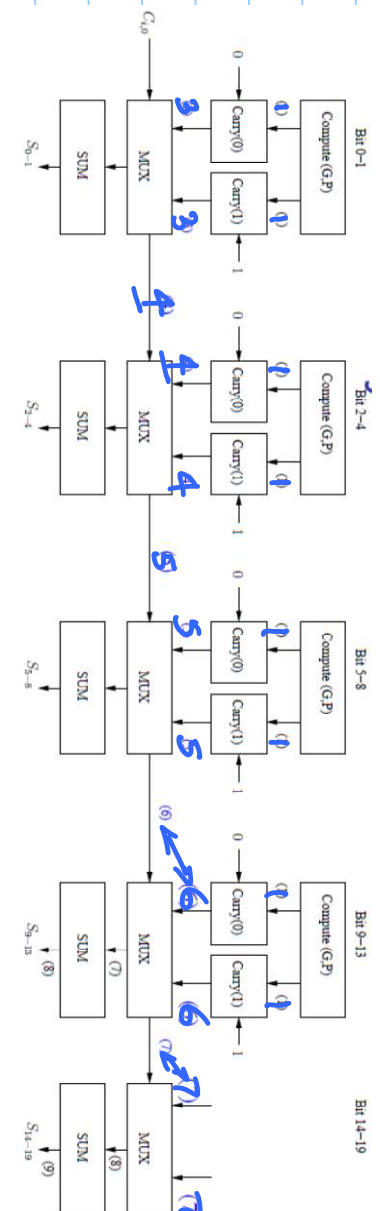 Bit 0–1 Bit 2–4 Bit 5–8 Bit 9–13 Bit 14–19
Compute (G,P) Compute (G,P) Compute (G,P) Compute (G,P)
1 1 1 1 1 1 1 1
0 Carry(0) Carry(1) 1 0 Carry(0) Carry(1) 1 0 Carry(0) Carry(1) 1 0 Carry(0) Carry(1) 1
3 3 4 4 5 5 6 6 7 7
4 5 (6) (7)
C_{i,0} MUX MUX MUX MUX MUX
(7) (8)
SUM SUM SUM SUM SUM
S_{0–1} S_{2–4} S_{5–8} S_{9–13} (8) S_{14–19} (9)